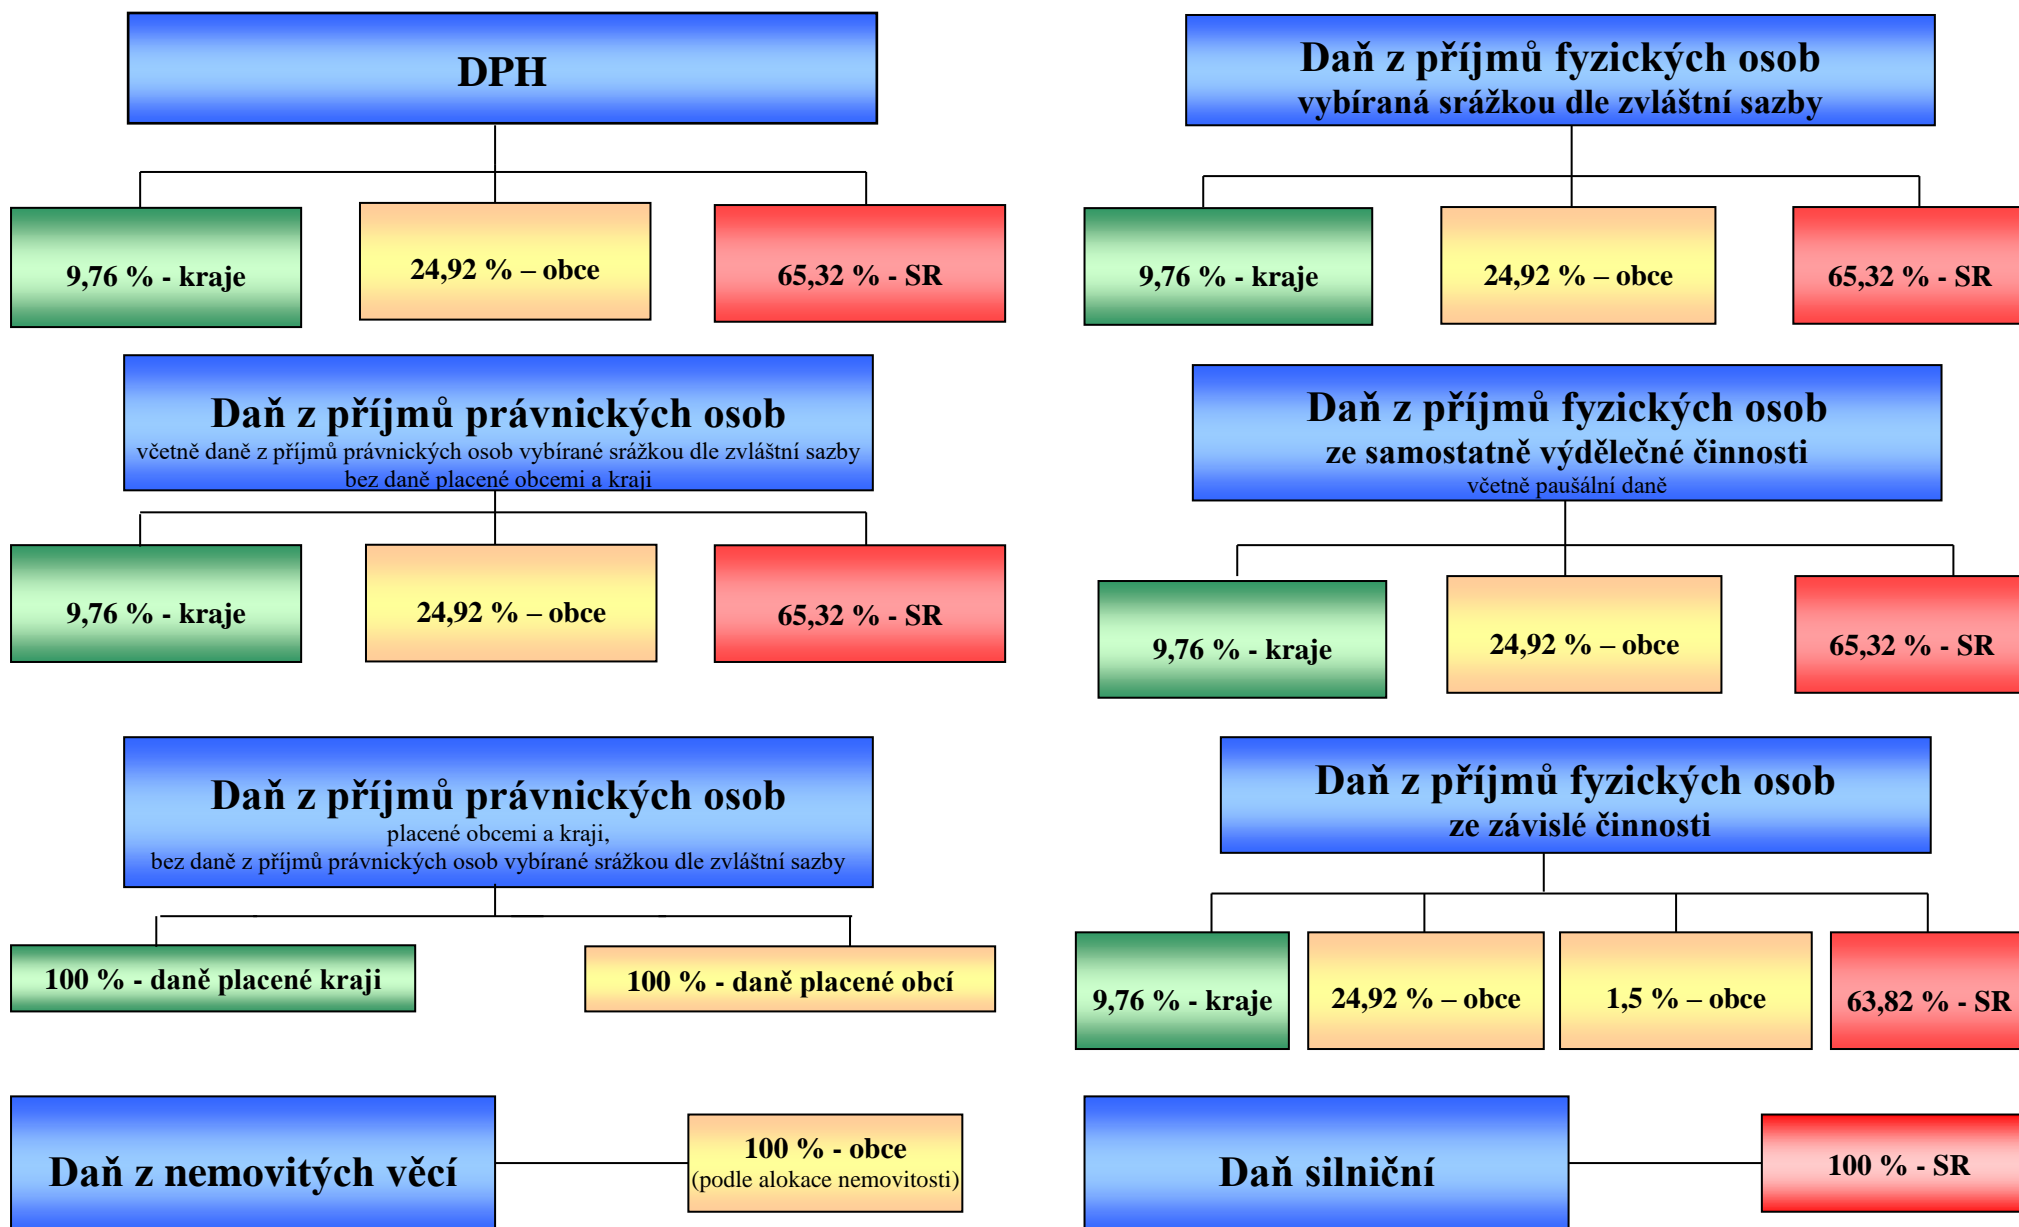 DPH
9,76 % - kraje
24,92 % – obce
65,32 % - SR
Daň z příjmů fyzických osob
vybíraná srážkou dle zvláštní sazby
9,76 % - kraje
24,92 % – obce
65,32 % - SR
Daň z příjmů právnických osob
včetně daně z příjmů právnických osob vybírané srážkou dle zvláštní sazby
bez daně placené obcemi a kraji
9,76 % - kraje
24,92 % – obce
65,32 % - SR
Daň z příjmů fyzických osob
ze samostatně výdělečné činnosti
včetně paušální daně
9,76 % - kraje
24,92 % – obce
65,32 % - SR
Daň z příjmů právnických osob
placené obcemi a kraji,
bez daně z příjmů právnických osob vybírané srážkou dle zvláštní sazby
100 % - daně placené kraji
100 % - daně placené obcí
Daň z příjmů fyzických osob
ze závislé činnosti
9,76 % - kraje
24,92 % – obce
1,5 % – obce
63,82 % - SR
Daň z nemovitých věcí
100 % - obce
(podle alokace nemovitosti)
Daň silniční
100 % - SR